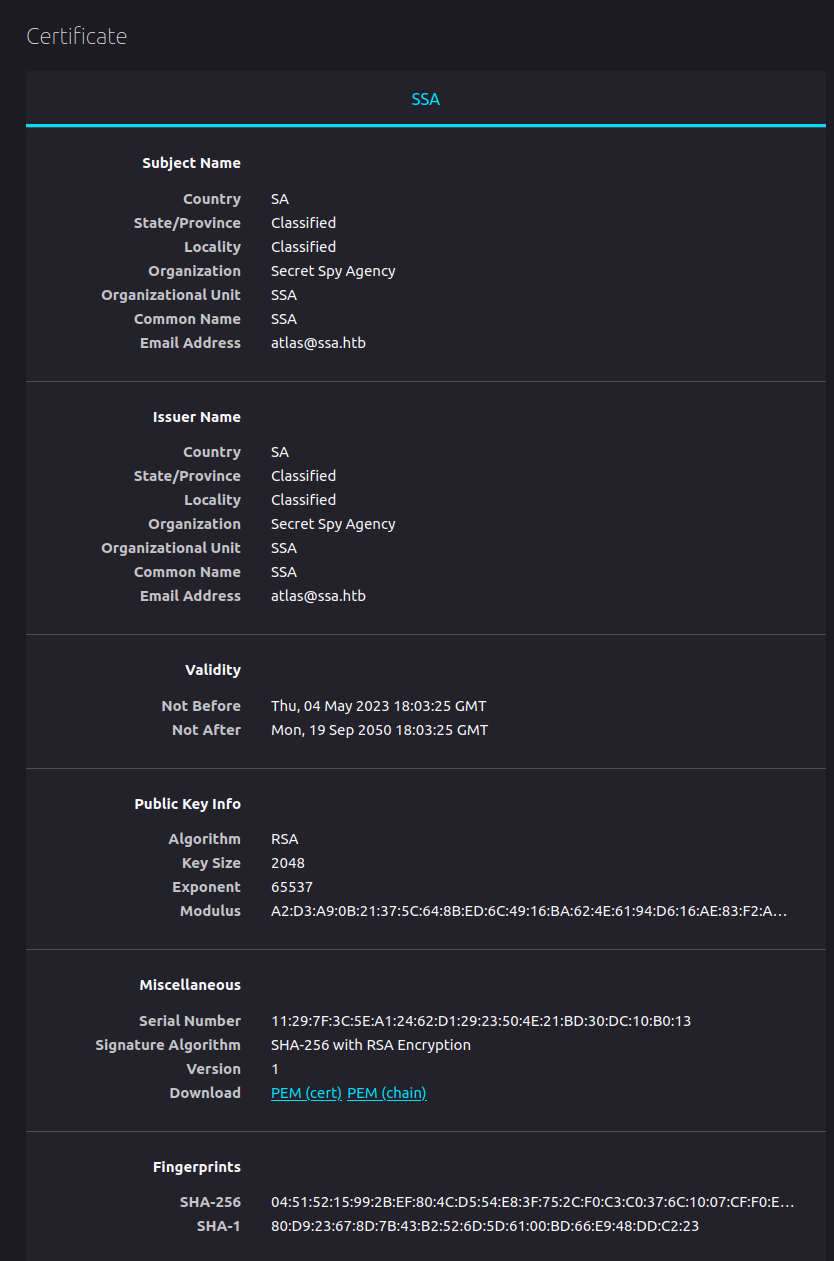 Certificate
SSA
Subject Name
Country SA
State/Province Classified
Locality Classified
Organization Secret Spy Agency
Organizational Unit SSA
Common Name SSA
Email Address atlas@ssa.htb
Issuer Name
Country SA
State/Province Classified
Locality Classified
Organization Secret Spy Agency
Organizational Unit SSA
Common Name SSA
Email Address atlas@ssa.htb
Validity
Not Before Thu, 04 May 2023 18:03:25 GMT
Not After Mon, 19 Sep 2050 18:03:25 GMT
Public Key Info
Algorithm RSA
Key Size 2048
Exponent 65537
Modulus A2:D3:A9:0B:21:37:5C:64:8B:ED:6C:49:16:BA:62:4E:61:94:D6:16:AE:83:F2:A…
Miscellaneous
Serial Number 11:29:7F:3C:5E:A1:24:62:D1:29:23:50:4E:21:BD:30:DC:10:B0:13
Signature Algorithm SHA-256 with RSA Encryption
Version 1
Download PEM (cert) PEM (chain)
Fingerprints
SHA-256 04:51:52:15:99:2B:EF:80:4C:D5:54:E8:3F:75:2C:F0:C3:C0:37:6C:10:07:CF:F0:E…
SHA-1 80:D9:23:67:8D:7B:43:B2:52:6D:5D:61:00:BD:66:E9:48:DD:C2:23